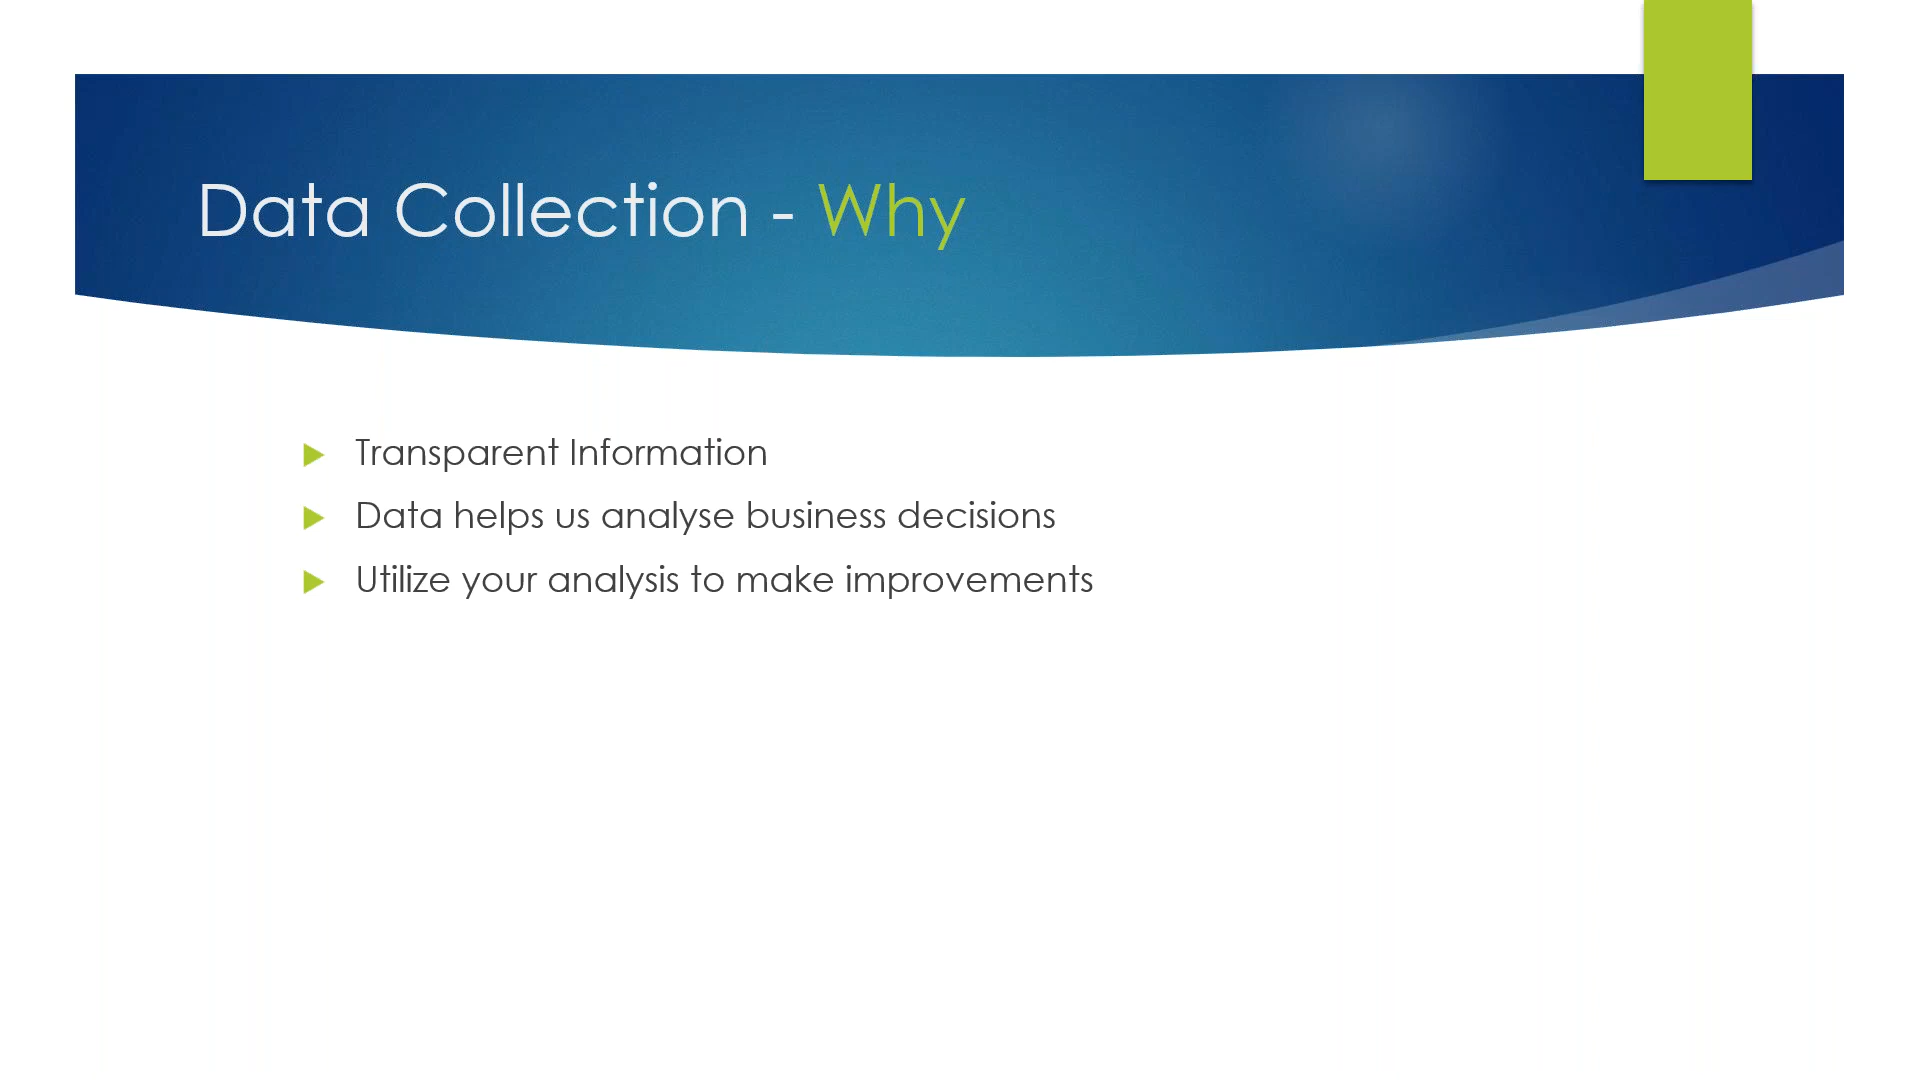 Data Collection - Why
Transparent Information
Data helps us analyse business decisions
Utilize your analysis to make improvements